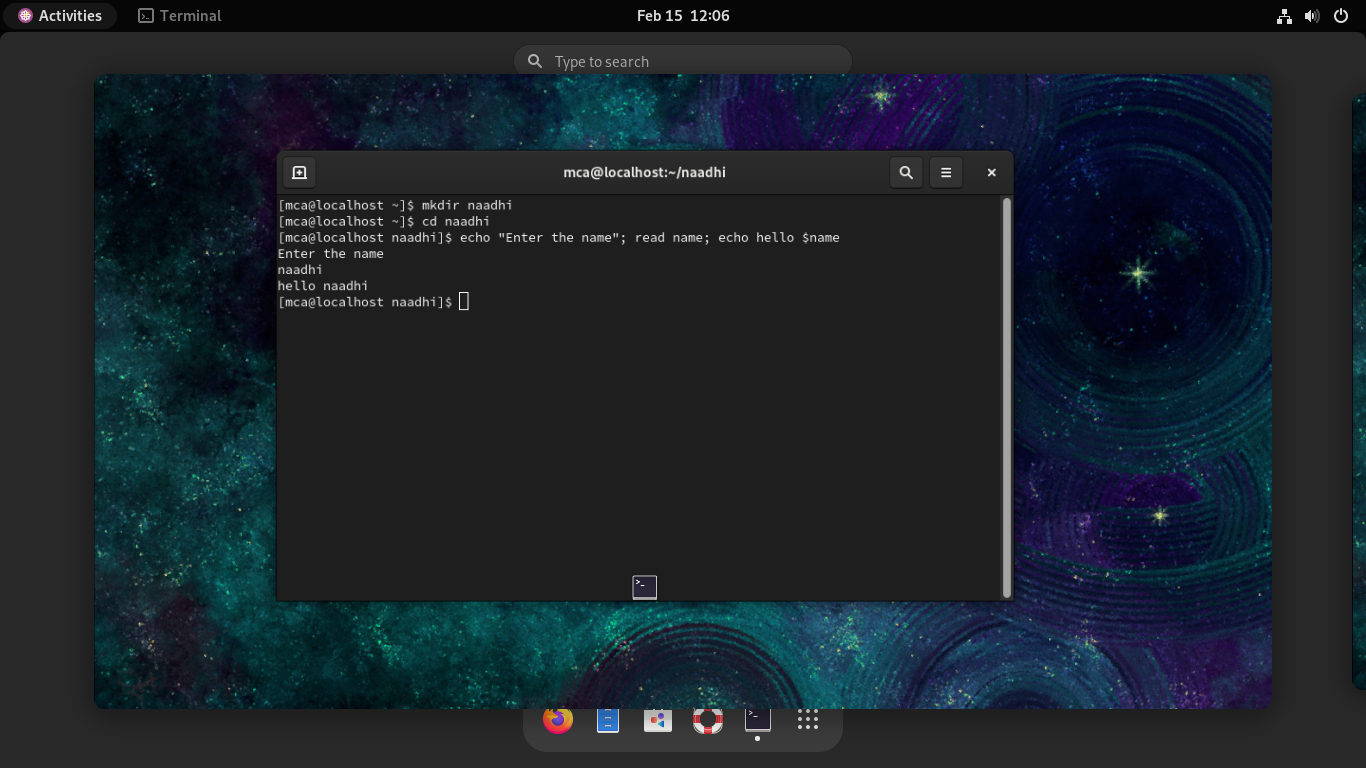 Activities
Terminal
Feb 15 12:06
Type to search
mca@localhost:~/naadhi
[mca@localhost ~]$ mkdir naadhi
[mca@localhost ~]$ cd naadhi
[mca@localhost naadhi]$ echo "Enter the name"; read name; echo hello $name
Enter the name
naadhi
hello naadhi
[mca@localhost naadhi]$